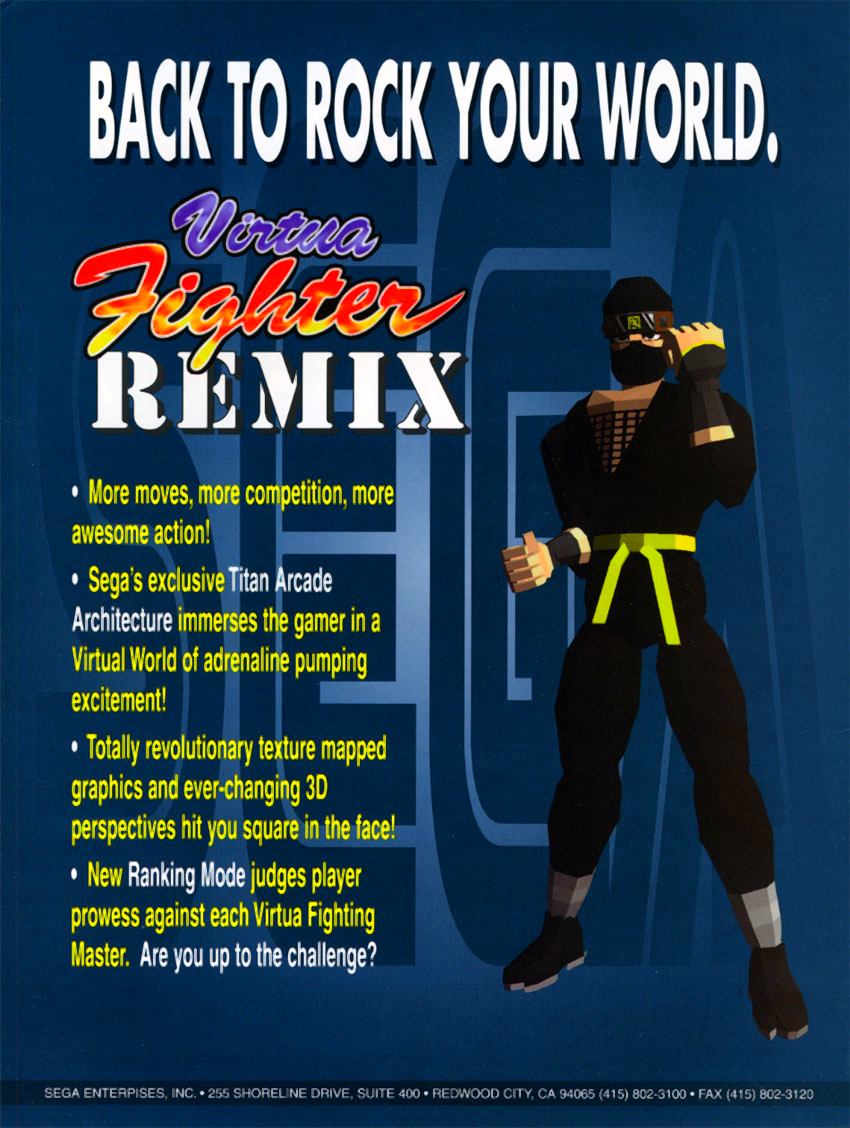 BACK TO ROCK YOUR WORLD.
Virtua
Fighter
REMIX
• More moves, more competition, more
awesome action!
• Sega's exclusive Titan Arcade
Architecture immerses the gamer in a
Virtual World of adrenaline pumping
excitement!
• Totally revolutionary texture mapped
graphics and ever-changing 3D
perspectives hit you square in the face!
• New Ranking Mode judges player
prowess against each Virtua Fighting
Master. Are you up to the challenge?
SEGA
SEGA ENTERPISES, INC. • 255 SHORELINE DRIVE, SUITE 400 • REDWOOD CITY, CA 94065 (415) 802-3100 • FAX (415) 802-3120